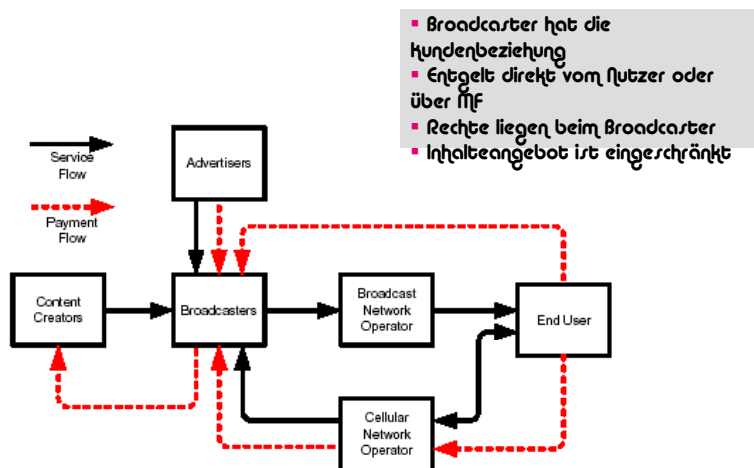 ▪ Broadcaster hat die
Kundenbeziehung
▪ Entgelt direkt vom Nutzer oder
über MF
▪ Rechte liegen beim Broadcaster
▪ Inhalteangebot ist eingeschränkt
Service
Flow
Payment
Flow
Advertisers
Content
Creators
Broadcasters
Broadcast
Network
Operator
End User
Cellular
Network
Operator